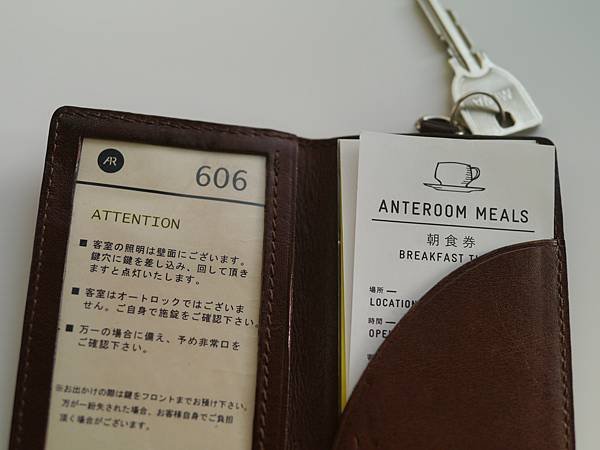 AR
606
ATTENTION
■ 客室の照明は壁面にございます。
鍵穴に鍵を差し込み、回して頂き
ますと点灯いたします。
■ 客室はオートロックではございま
せん。ご自身で施錠をご確認下さい。
■ 万一の場合に備え、予め非常口を
ご確認下さい。
※お出かけの際は鍵をフロントまでお預け下さい。
万が一紛失された場合、お客様自身でご負担
頂く場合がございます。
ANTEROOM MEALS
朝食券
BREAKFAST
場所 —
LOCATION
時間 —
OPE